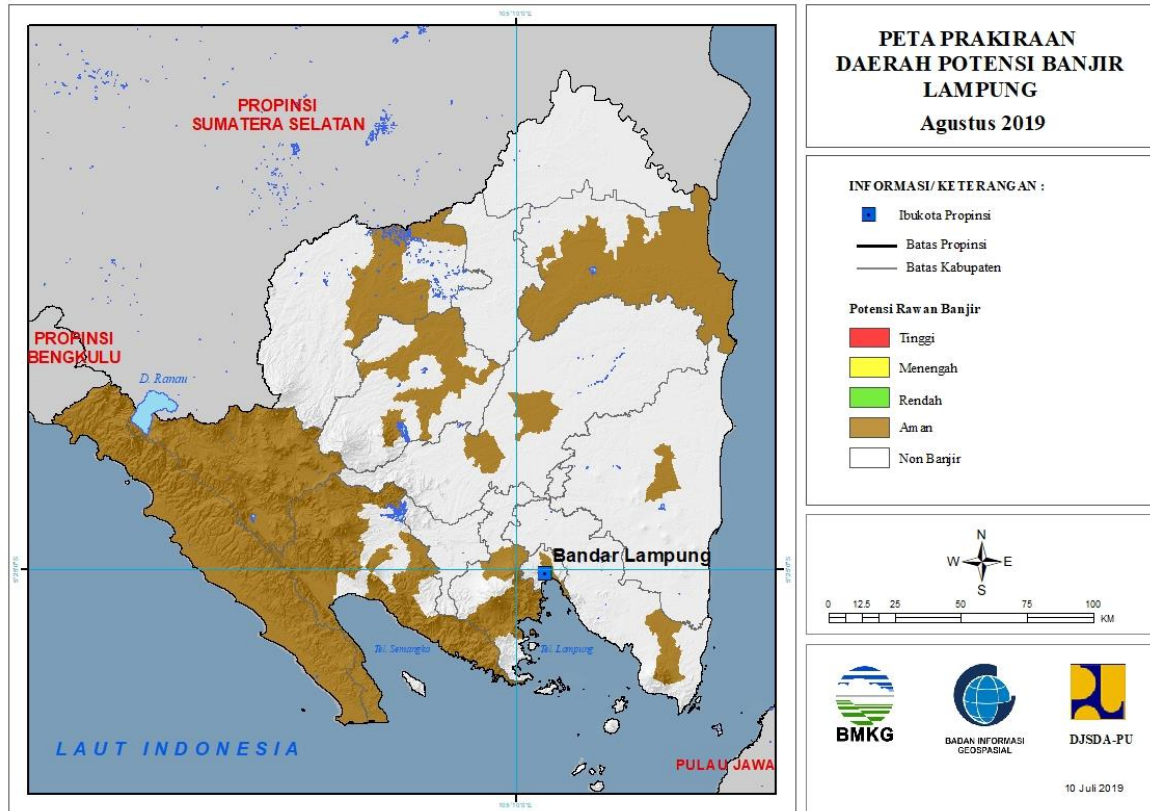 PETA PRAKIRAAN
DAERAH POTENSI BANJIR
LAMPUNG
Agustus 2019
INFORMASI/ KETERANGAN :
Ibukota Propinsi
Batas Propinsi
Batas Kabupaten
Potensi Rawan Banjir
Tinggi
Menengah
Rendah
Aman
Non Banjir
N
W
E
S
0 12.5 25 50 75 100
KM
BMKG
BADAN INFORMASI
GEOSPASIAL
DJSDA-PU
10 Juli 2019
PROPINSI
SUMATERA SELATAN
PROPINSI
BENGKULU
D. Ranau
Bandar Lampung
Tel. Semangka
Tel. Lampung
LAUT INDONESIA
PULAU JAWA